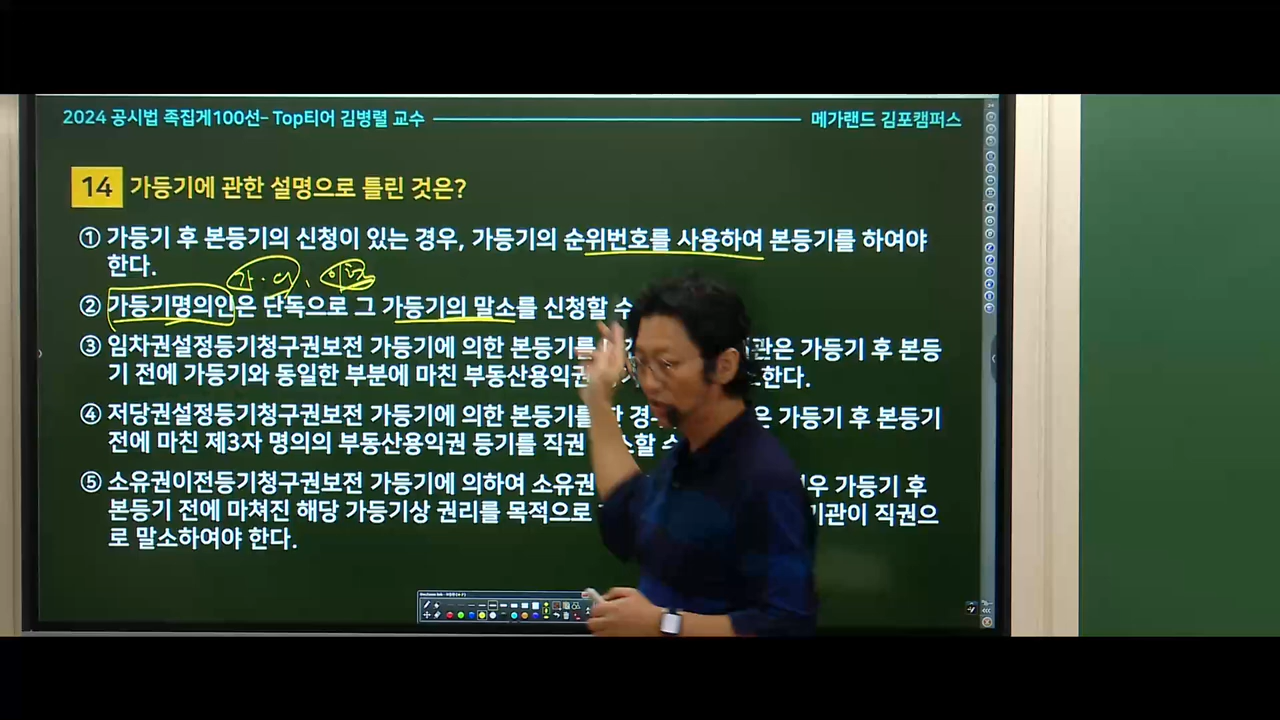 2024 공시법 족집게100선– Top티어 김병렬 교수
메가랜드 김포캠퍼스
14 가등기에 관한 설명으로 틀린 것은?
① 가등기 후 본등기의 신청이 있는 경우, 가등기의 순위번호를 사용하여 본등기를 하여야
한다.
② 가등기명의인은 단독으로 그 가등기의 말소를 신청할 수
③ 임차권설정등기청구권보전 가등기에 의한 본등기를 가등기 후 본등
기 전에 가등기와 동일한 부분에 마친 부동산용익권 한다.
④ 저당권설정등기청구권보전 가등기에 의한 본등기를 한 경 은 가등기 후 본등기
전에 마친 제3자 명의의 부동산용익권 등기를 직권 수
⑤ 소유권이전등기청구권보전 가등기에 의하여 소유권 우 가등기 후
본등기 전에 마쳐진 해당 가등기상 권리를 목적으로 기관이 직권으
로 말소하여야 한다.